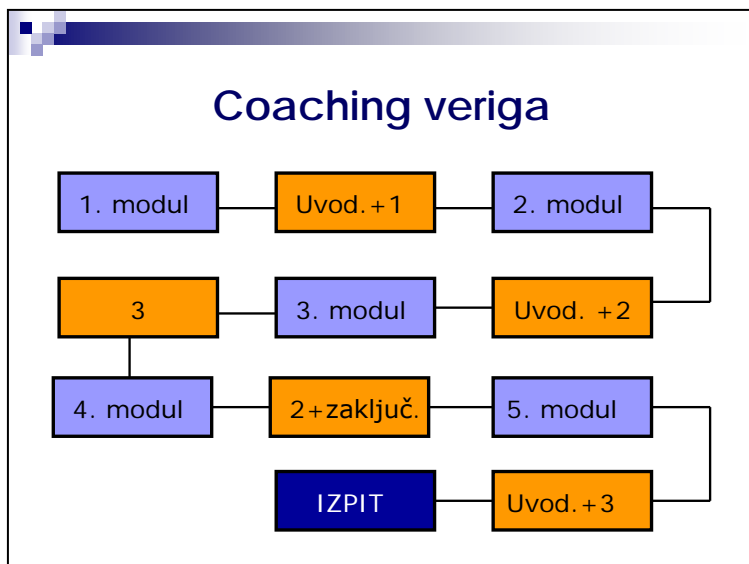 Coaching veriga
1. modul
Uvod.+1
2. modul
3
3. modul
Uvod. +2
4. modul
2+zaključ.
5. modul
IZPIT
Uvod.+3